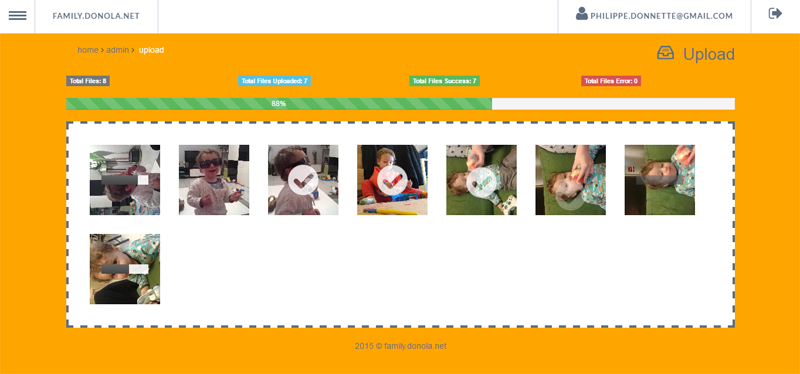 FAMILY.DONOLA.NET
PHILIPPE.DONNETTE@GMAIL.COM
home > admin > upload
Upload
Total Files: 8
Total Files Uploaded: 7
Total Files Success: 7
Total Files Error: 0
88%
2015 © family.donola.net